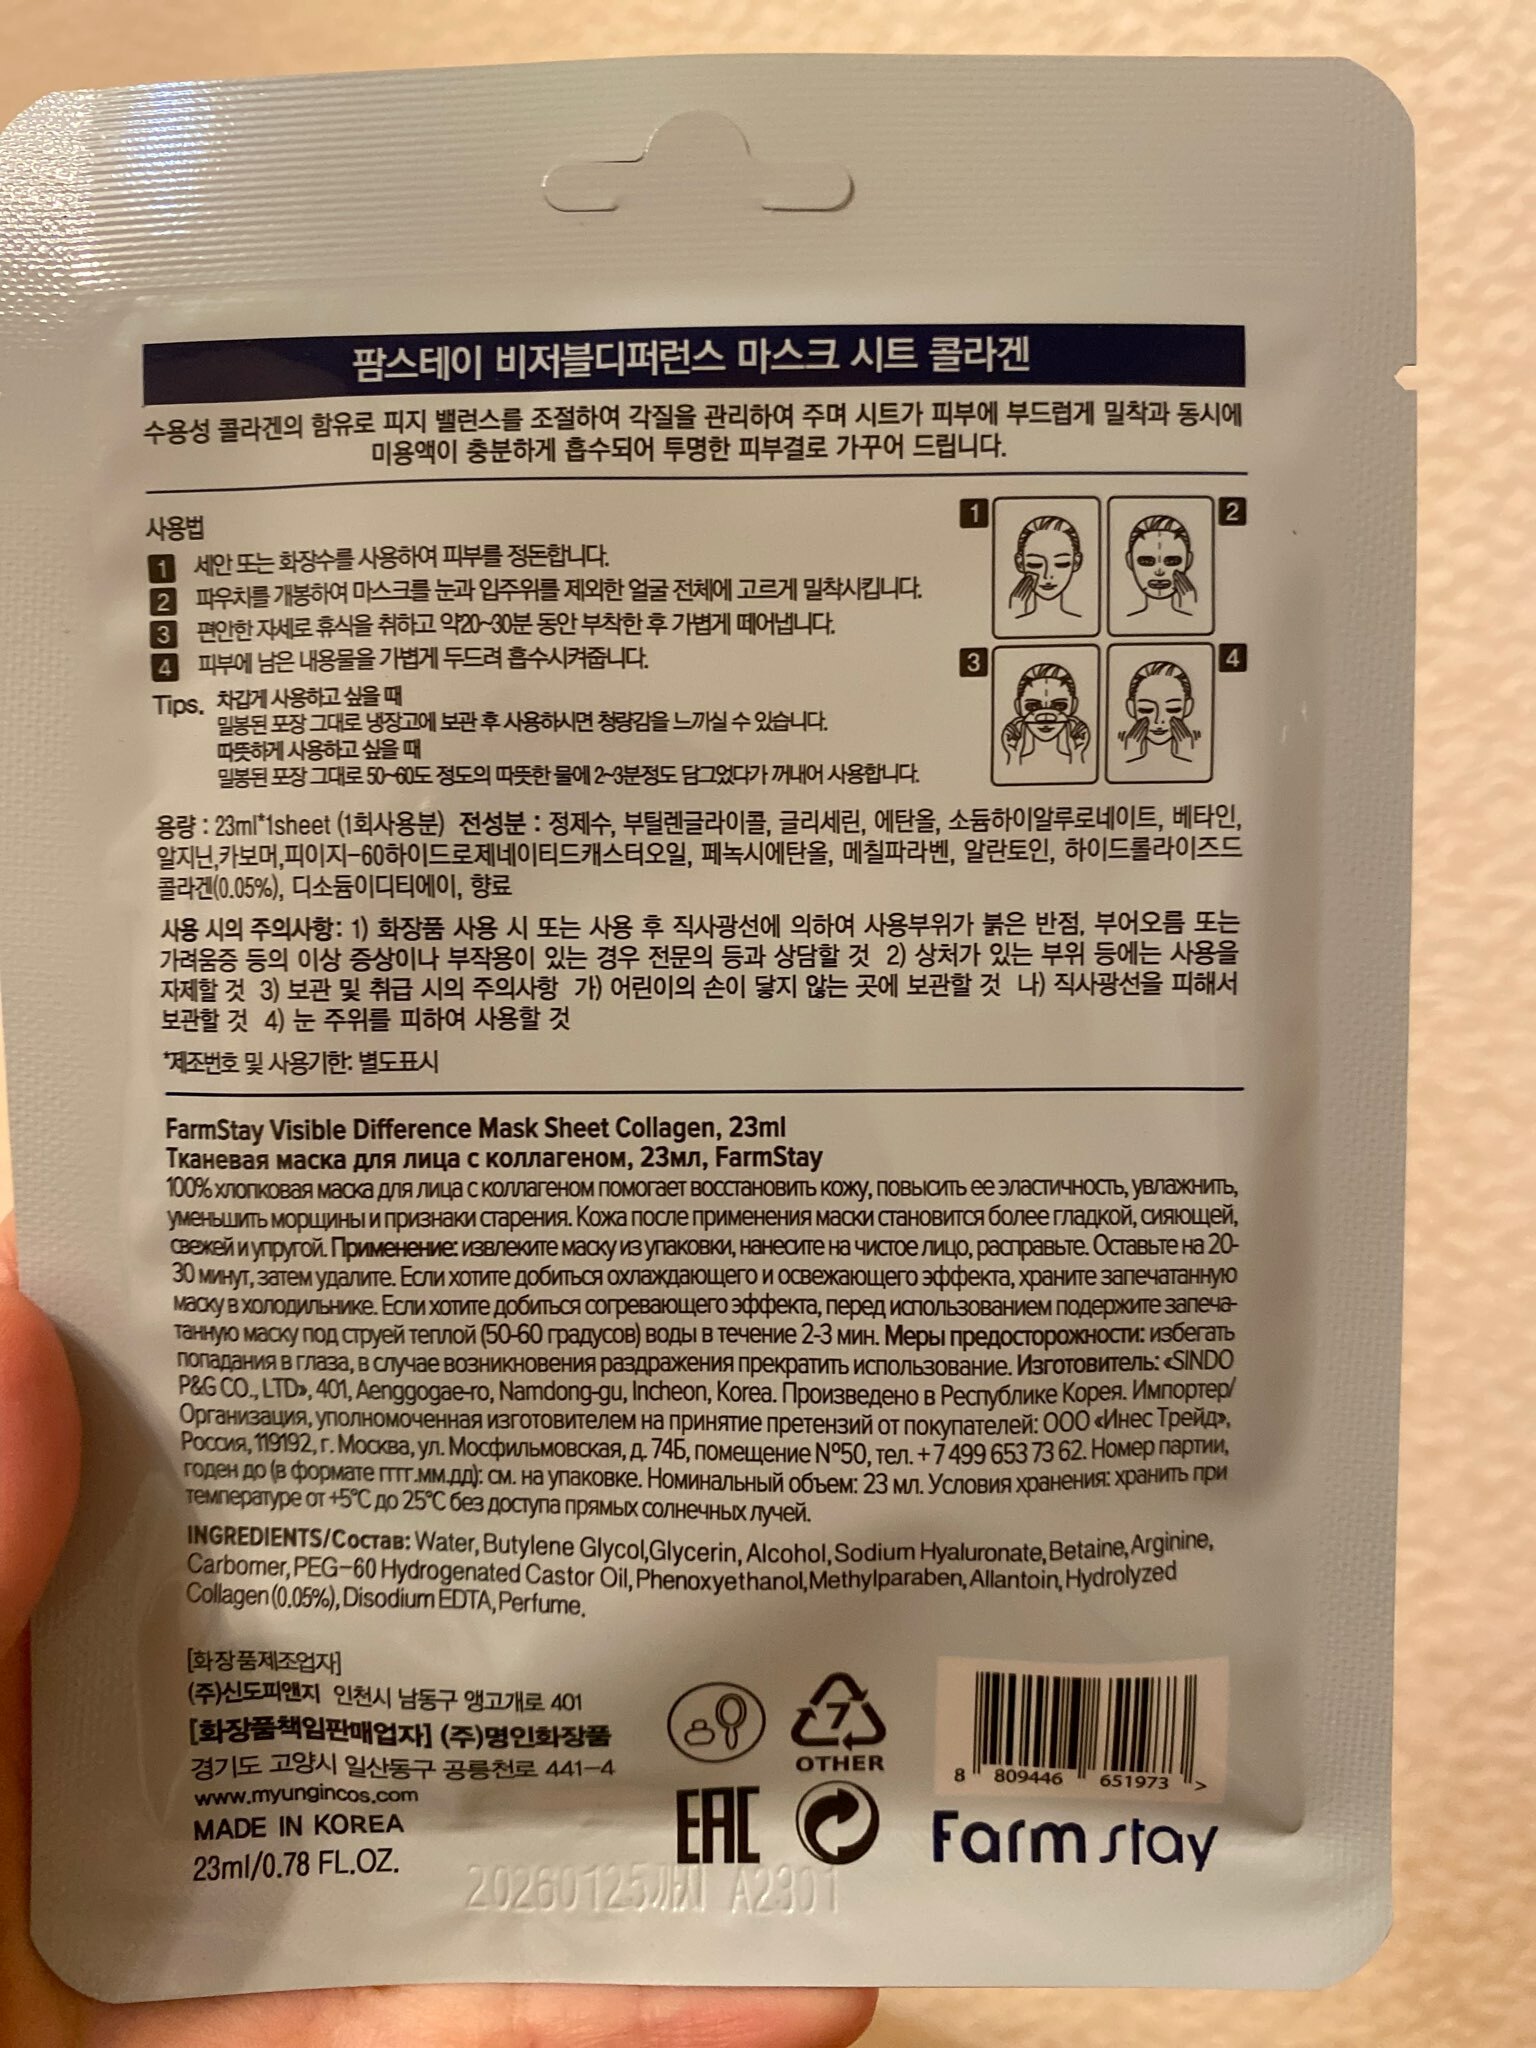 팜스테이 비저블디퍼런스 마스크 시트 콜라겐
수용성 콜라겐의 함유로 피지 밸런스를 조절하여 각질을 관리하여 주며 시트가 피부에 부드럽게 밀착과 동시에
미용액이 충분하게 흡수되어 투명한 피부결로 가꾸어 드립니다.
사용법
1 세안 또는 화장수를 사용하여 피부를 정돈합니다.
2 파우치를 개봉하여 마스크를 눈과 입주위를 제외한 얼굴 전체에 고르게 밀착시킵니다.
3 편안한 자세로 휴식을 취하고 약20~30분 동안 부착한 후 가볍게 떼어냅니다.
4 피부에 남은 내용물을 가볍게 두드려 흡수시켜줍니다.
Tips. 차갑게 사용하고 싶을 때
밀봉된 포장 그대로 냉장고에 보관 후 사용하시면 청량감을 느끼실 수 있습니다.
따뜻하게 사용하고 싶을 때
밀봉된 포장 그대로 50~60도 정도의 따뜻한 물에 2~3분정도 담그었다가 꺼내어 사용합니다.
1 2
3 4
용량 : 23ml*1sheet (1회사용분) 전성분 : 정제수, 부틸렌글라이콜, 글리세린, 에탄올, 소듐하이알루로네이트, 베타인,
알지닌,카보머,피이지-60하이드로제네이티드캐스터오일, 페녹시에탄올, 메칠파라벤, 알란토인, 하이드롤라이즈드
콜라겐(0.05%), 디소듐이디티에이, 향료
사용 시의 주의사항: 1) 화장품 사용 시 또는 사용 후 직사광선에 의하여 사용부위가 붉은 반점, 부어오름 또는
가려움증 등의 이상 증상이나 부작용이 있는 경우 전문의 등과 상담할 것 2) 상처가 있는 부위 등에는 사용을
자제할 것 3) 보관 및 취급 시의 주의사항 가) 어린이의 손이 닿지 않는 곳에 보관할 것 나) 직사광선을 피해서
보관할 것 4) 눈 주위를 피하여 사용할 것
*제조번호 및 사용기한: 별도표시
FarmStay Visible Difference Mask Sheet Collagen, 23ml
Тканевая маска для лица с коллагеном, 23мл, FarmStay
100% хлопковая маска для лица с коллагеном помогает восстановить кожу, повысить ее эластичность, увлажнить,
уменьшить морщины и признаки старения. Кожа после применения маски становится более гладкой, сияющей,
свежей и упругой. Применение: извлеките маску из упаковки, нанесите на чистое лицо, расправьте. Оставьте на 20-
30 минут, затем удалите. Если хотите добиться охлаждающего и освежающего эффекта, храните запечатанную
маску в холодильнике. Если хотите добиться согревающего эффекта, перед использованием подержите запеча-
танную маску под струей теплой (50-60 градусов) воды в течение 2-3 мин. Меры предосторожности: избегать
попадания в глаза, в случае возникновения раздражения прекратить использование. Изготовитель: «SINDO
P&G CO., LTD», 401, Aenggogae-ro, Namdong-gu, Incheon, Korea. Произведено в Республике Корея. Импортер/
Организация, уполномоченная изготовителем на принятие претензий от покупателей: ООО «Инес Трейд»,
Россия, 119192, г. Москва, ул. Мосфильмовская, д. 74Б, помещение №50, тел. + 7 499 653 73 62. Номер партии,
годен до (в формате гггг.мм.дд): см. на упаковке. Номинальный объем: 23 мл. Условия хранения: хранить при
температуре от +5°C до 25°C без доступа прямых солнечных лучей.
INGREDIENTS/Состав: Water, Butylene Glycol,Glycerin, Alcohol, Sodium Hyaluronate, Betaine, Arginine,
Carbomer, PEG-60 Hydrogenated Castor Oil, Phenoxyethanol, Methylparaben, Allantoin, Hydrolyzed
Collagen (0.05%), Disodium EDTA, Perfume.
[화장품제조업자]
(주)신도피앤지 인천시 남동구 앵고개로 401
[화장품책임판매업자] (주)명인화장품
경기도 고양시 일산동구 공릉천로 441-4
www.myungincos.com
MADE IN KOREA
23ml/0.78 FL.OZ.
7
OTHER
EAC
8 809446 651973 >
Farm stay
20260125까지 A2301